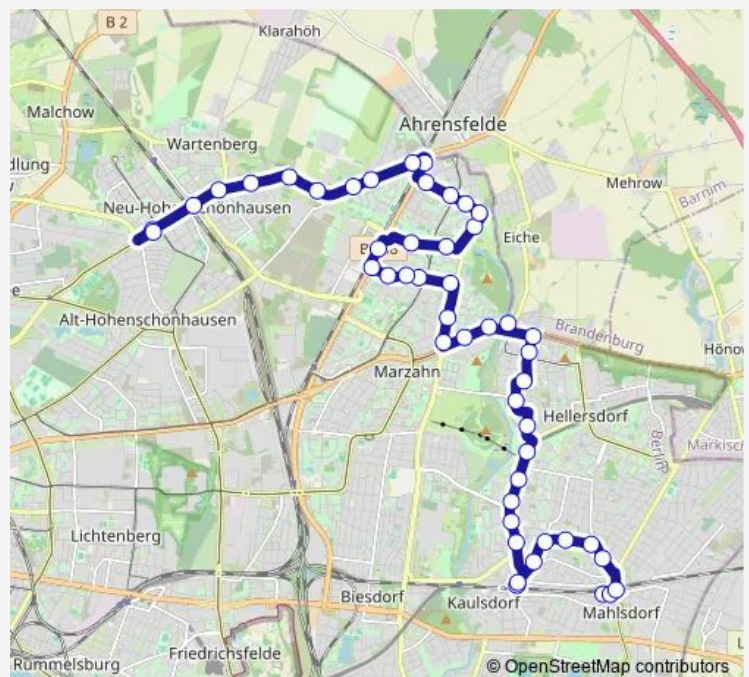 B 2
Klarahöh
Malchow
Ahrensfelde
Wartenberg
dlung
Mehrow
Barnim
Neu-Hohenschönhausen
Eiche
Alt-Hohenschönhausen
Brandenburg
Hönow
Marzahn
Hellersdorf
Berlin
Märkisch
Lichtenberg
Biesdorf
Kaulsdorf
Mahlsdorf
Friedrichsfelde
Rummelsburg
© OpenStreetMap contributors